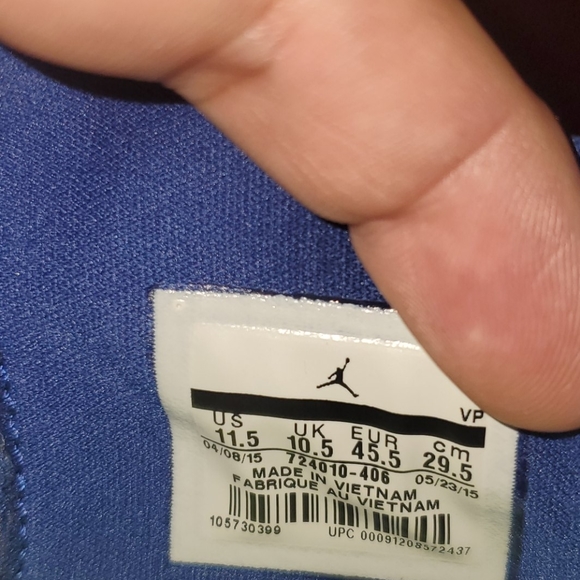 VP
US UK EUR cm
11.5 10.5 45.5 29.5
04/08/15 724010-406 05/23/15
MADE IN VIETNAM
FABRIQUE AU VIETNAM
105730399 UPC 00091208572437